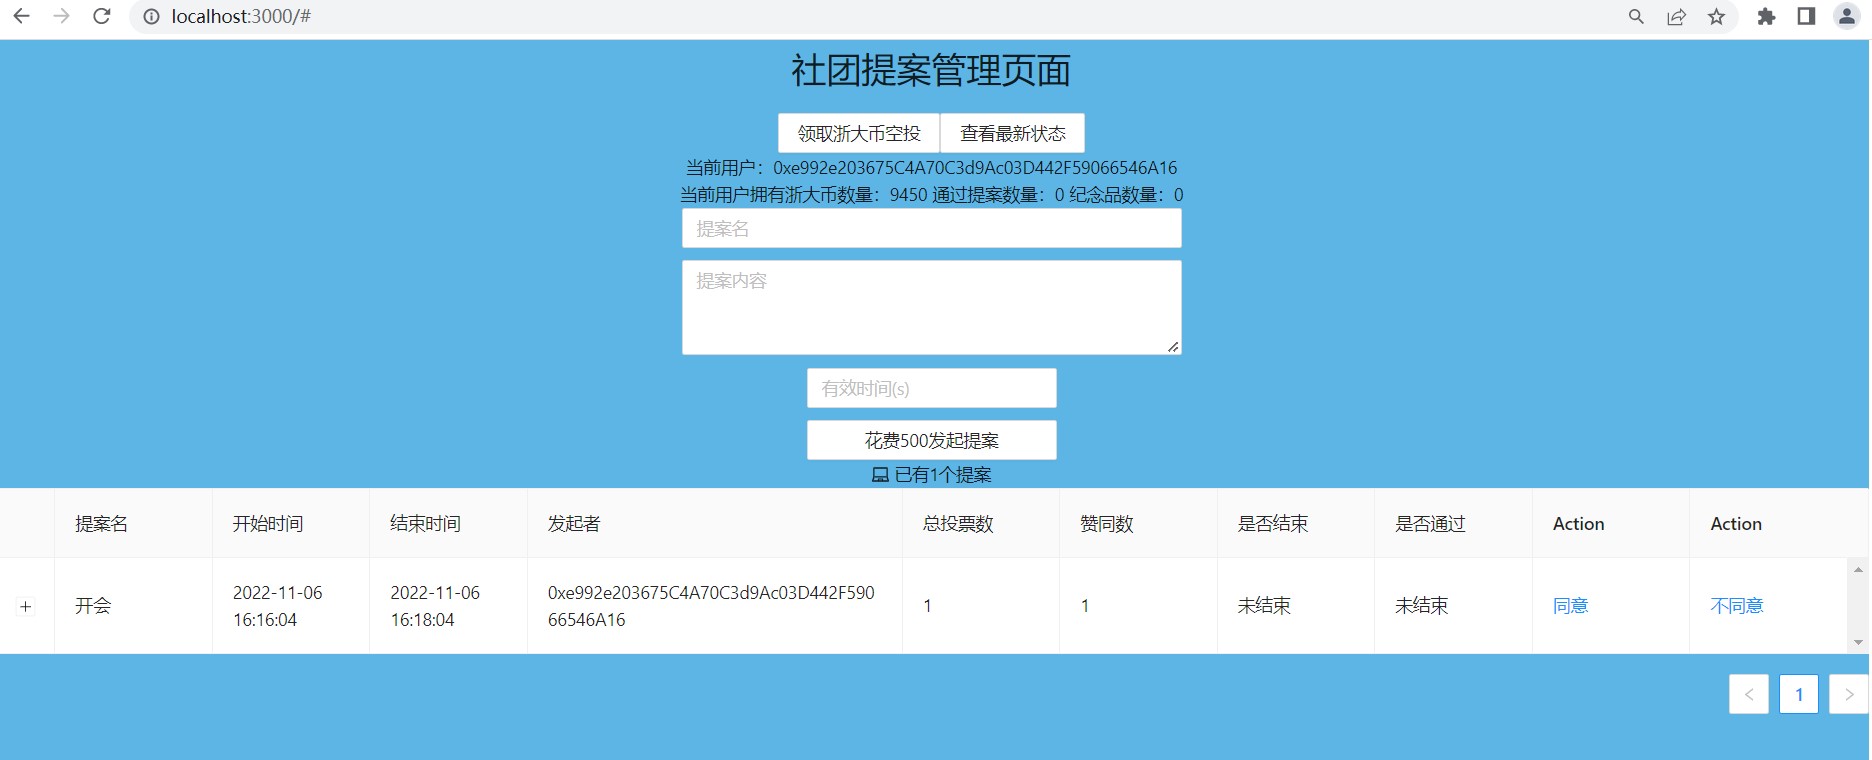 localhost:3000/#
社团提案管理页面
领取浙大币空投 查看最新状态
当前用户：0xe992e203675C4A70C3d9Ac03D442F59066546A16
当前用户拥有浙大币数量：9450 通过提案数量：0 纪念品数量：0
提案名
提案内容
有效时间(s)
花费500发起提案
已有1个提案
提案名 开始时间 结束时间 发起者 总投票数 赞同数 是否结束 是否通过 Action Action
开会 2022-11-06 16:16:04 2022-11-06 16:18:04 0xe992e203675C4A70C3d9Ac03D442F59066546A16 1 1 未结束 未结束 同意 不同意
< 1 >